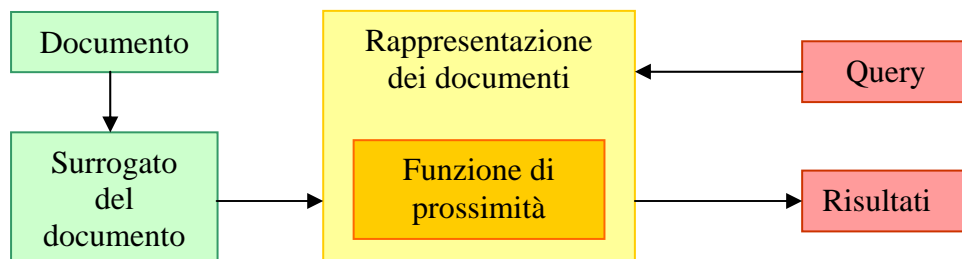 Documento
Surrogato
del
documento
Rappresentazione
dei documenti
Funzione di
prossimità
Query
Risultati